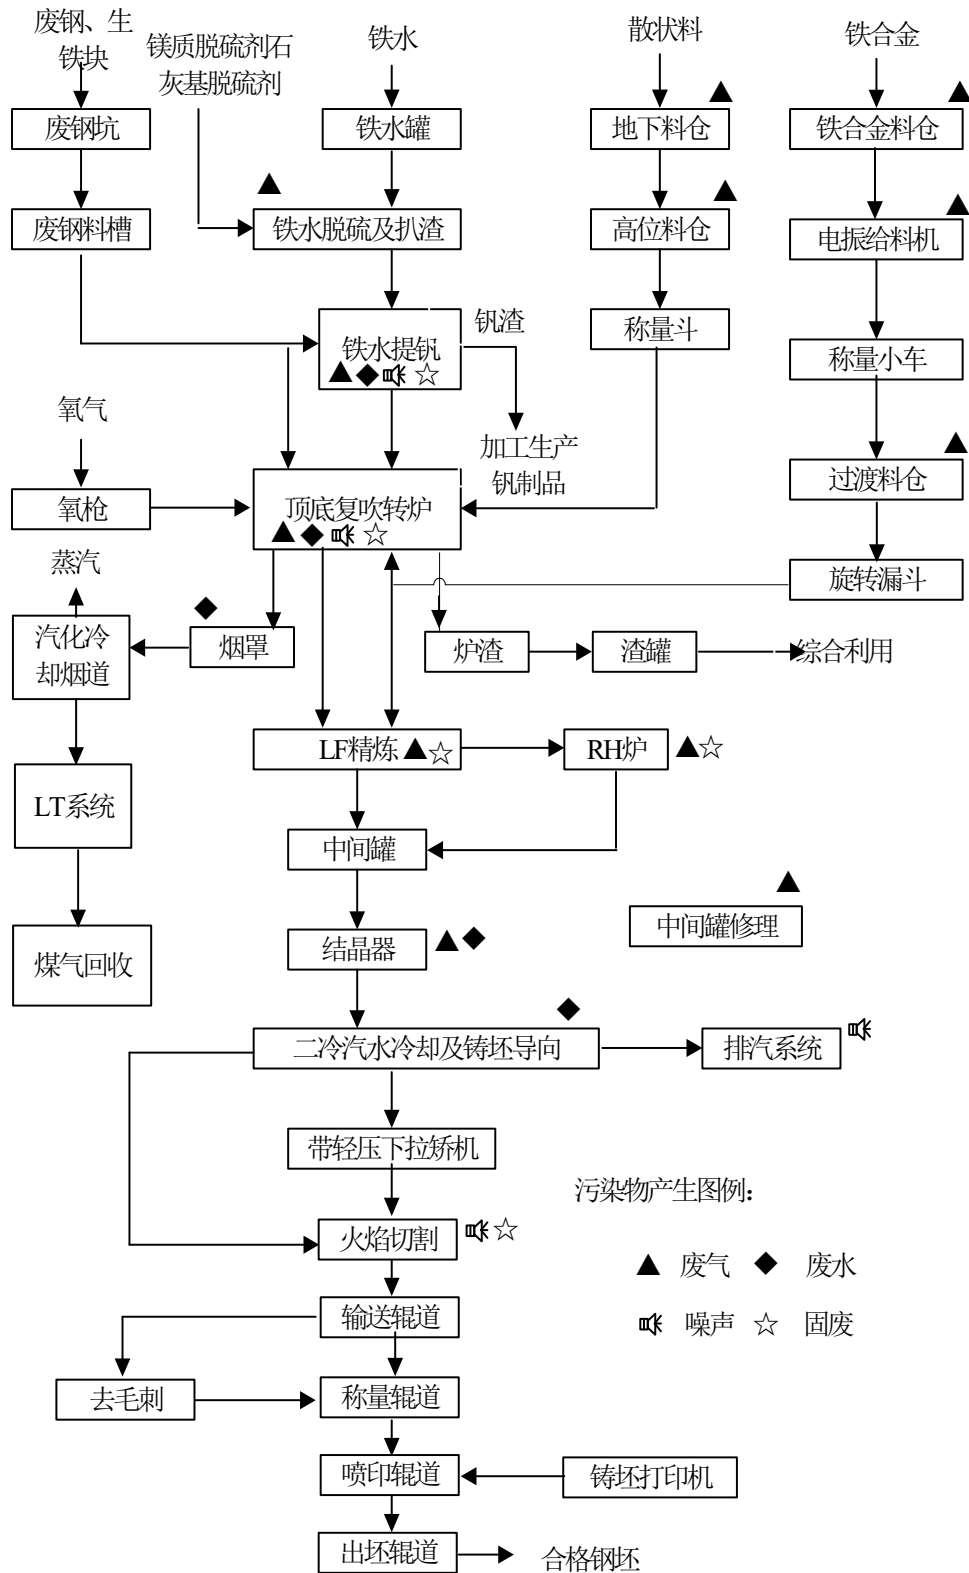 废钢、生
铁块
镁质脱硫剂石
灰基脱硫剂
铁水
散状料
铁合金
废钢坑
铁水罐
地下料仓
铁合金料仓
废钢料槽
铁水脱硫及扒渣
高位料仓
电振给料机
钒渣
称量斗
铁水提钒
称量小车
氧气
加工生产
钒制品
过渡料仓
氧枪
顶底复吹转炉
蒸汽
旋转漏斗
汽化冷
却烟道
烟罩
炉渣
渣罐
综合利用
LF精炼
RH炉
LT系统
中间罐
中间罐修理
结晶器
煤气回收
二冷汽水冷却及铸坯导向
排汽系统
带轻压下拉矫机
污染物产生图例：
火焰切割
废气
废水
输送辊道
噪声
固废
去毛刺
称量辊道
喷印辊道
铸坯打印机
出坯辊道
合格钢坯